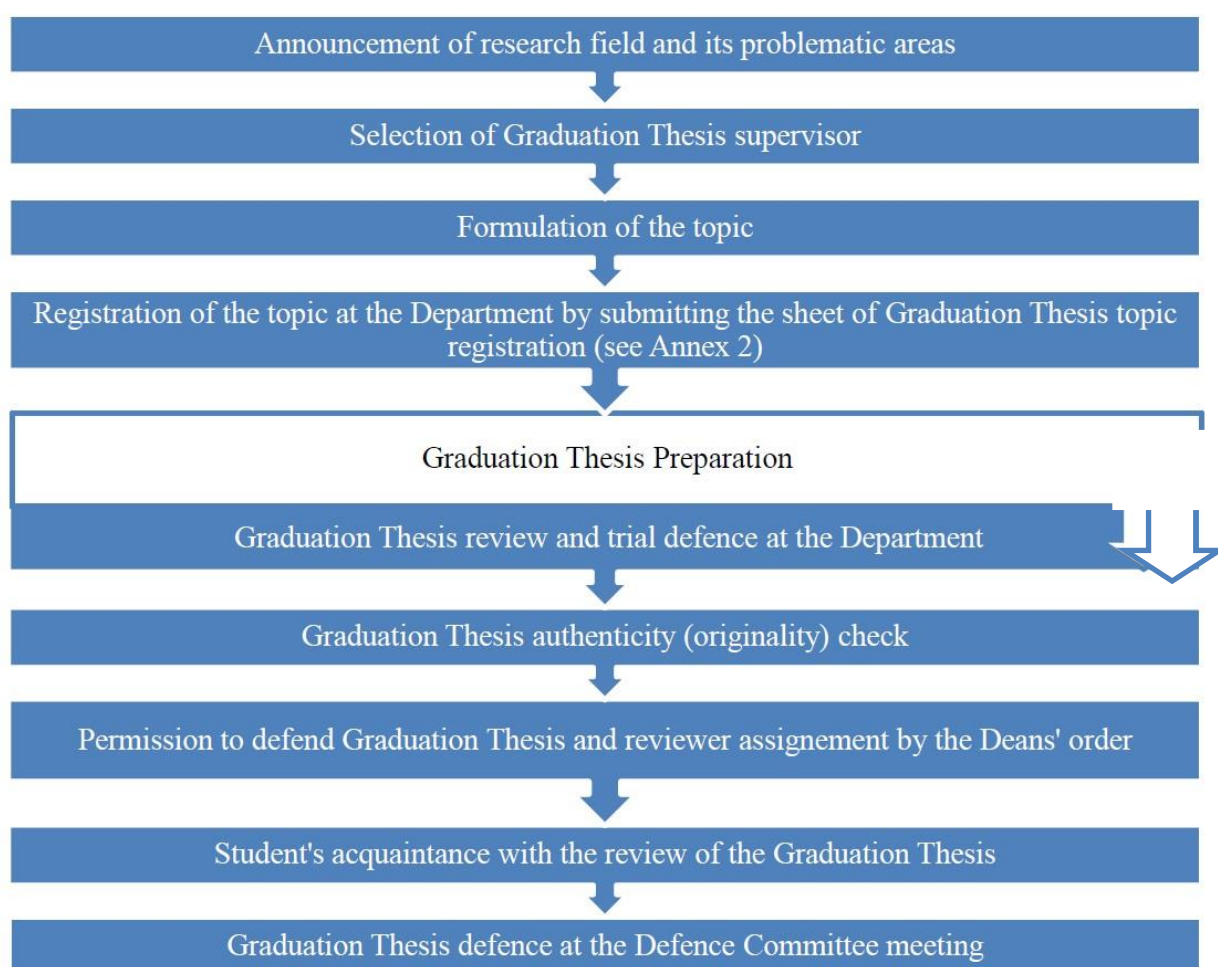 Announcement of research field and its problematic areas
Selection of Graduation Thesis supervisor
Formulation of the topic
Registration of the topic at the Department by submitting the sheet of Graduation Thesis topic
registration (see Annex 2)
Graduation Thesis Preparation
Graduation Thesis review and trial defence at the Department
Graduation Thesis authenticity (originality) check
Permission to defend Graduation Thesis and reviewer assignement by the Deans' order
Student's acquaintance with the review of the Graduation Thesis
Graduation Thesis defence at the Defence Committee meeting